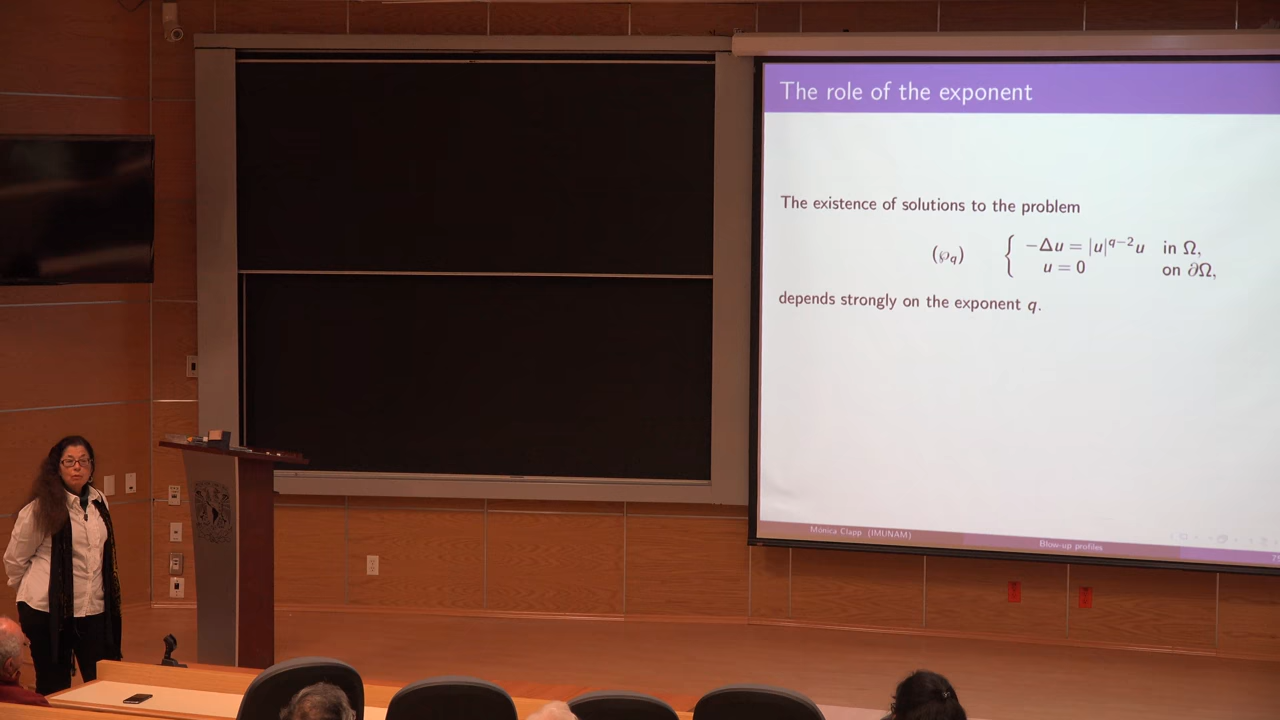 The role of the exponent
The existence of solutions to the problem
(℘q) { −Δu = |u|^{q−2}u in Ω,
u = 0 on ∂Ω,
depends strongly on the exponent q.
Mónica Clapp (IMUNAM)
Blow-up profiles